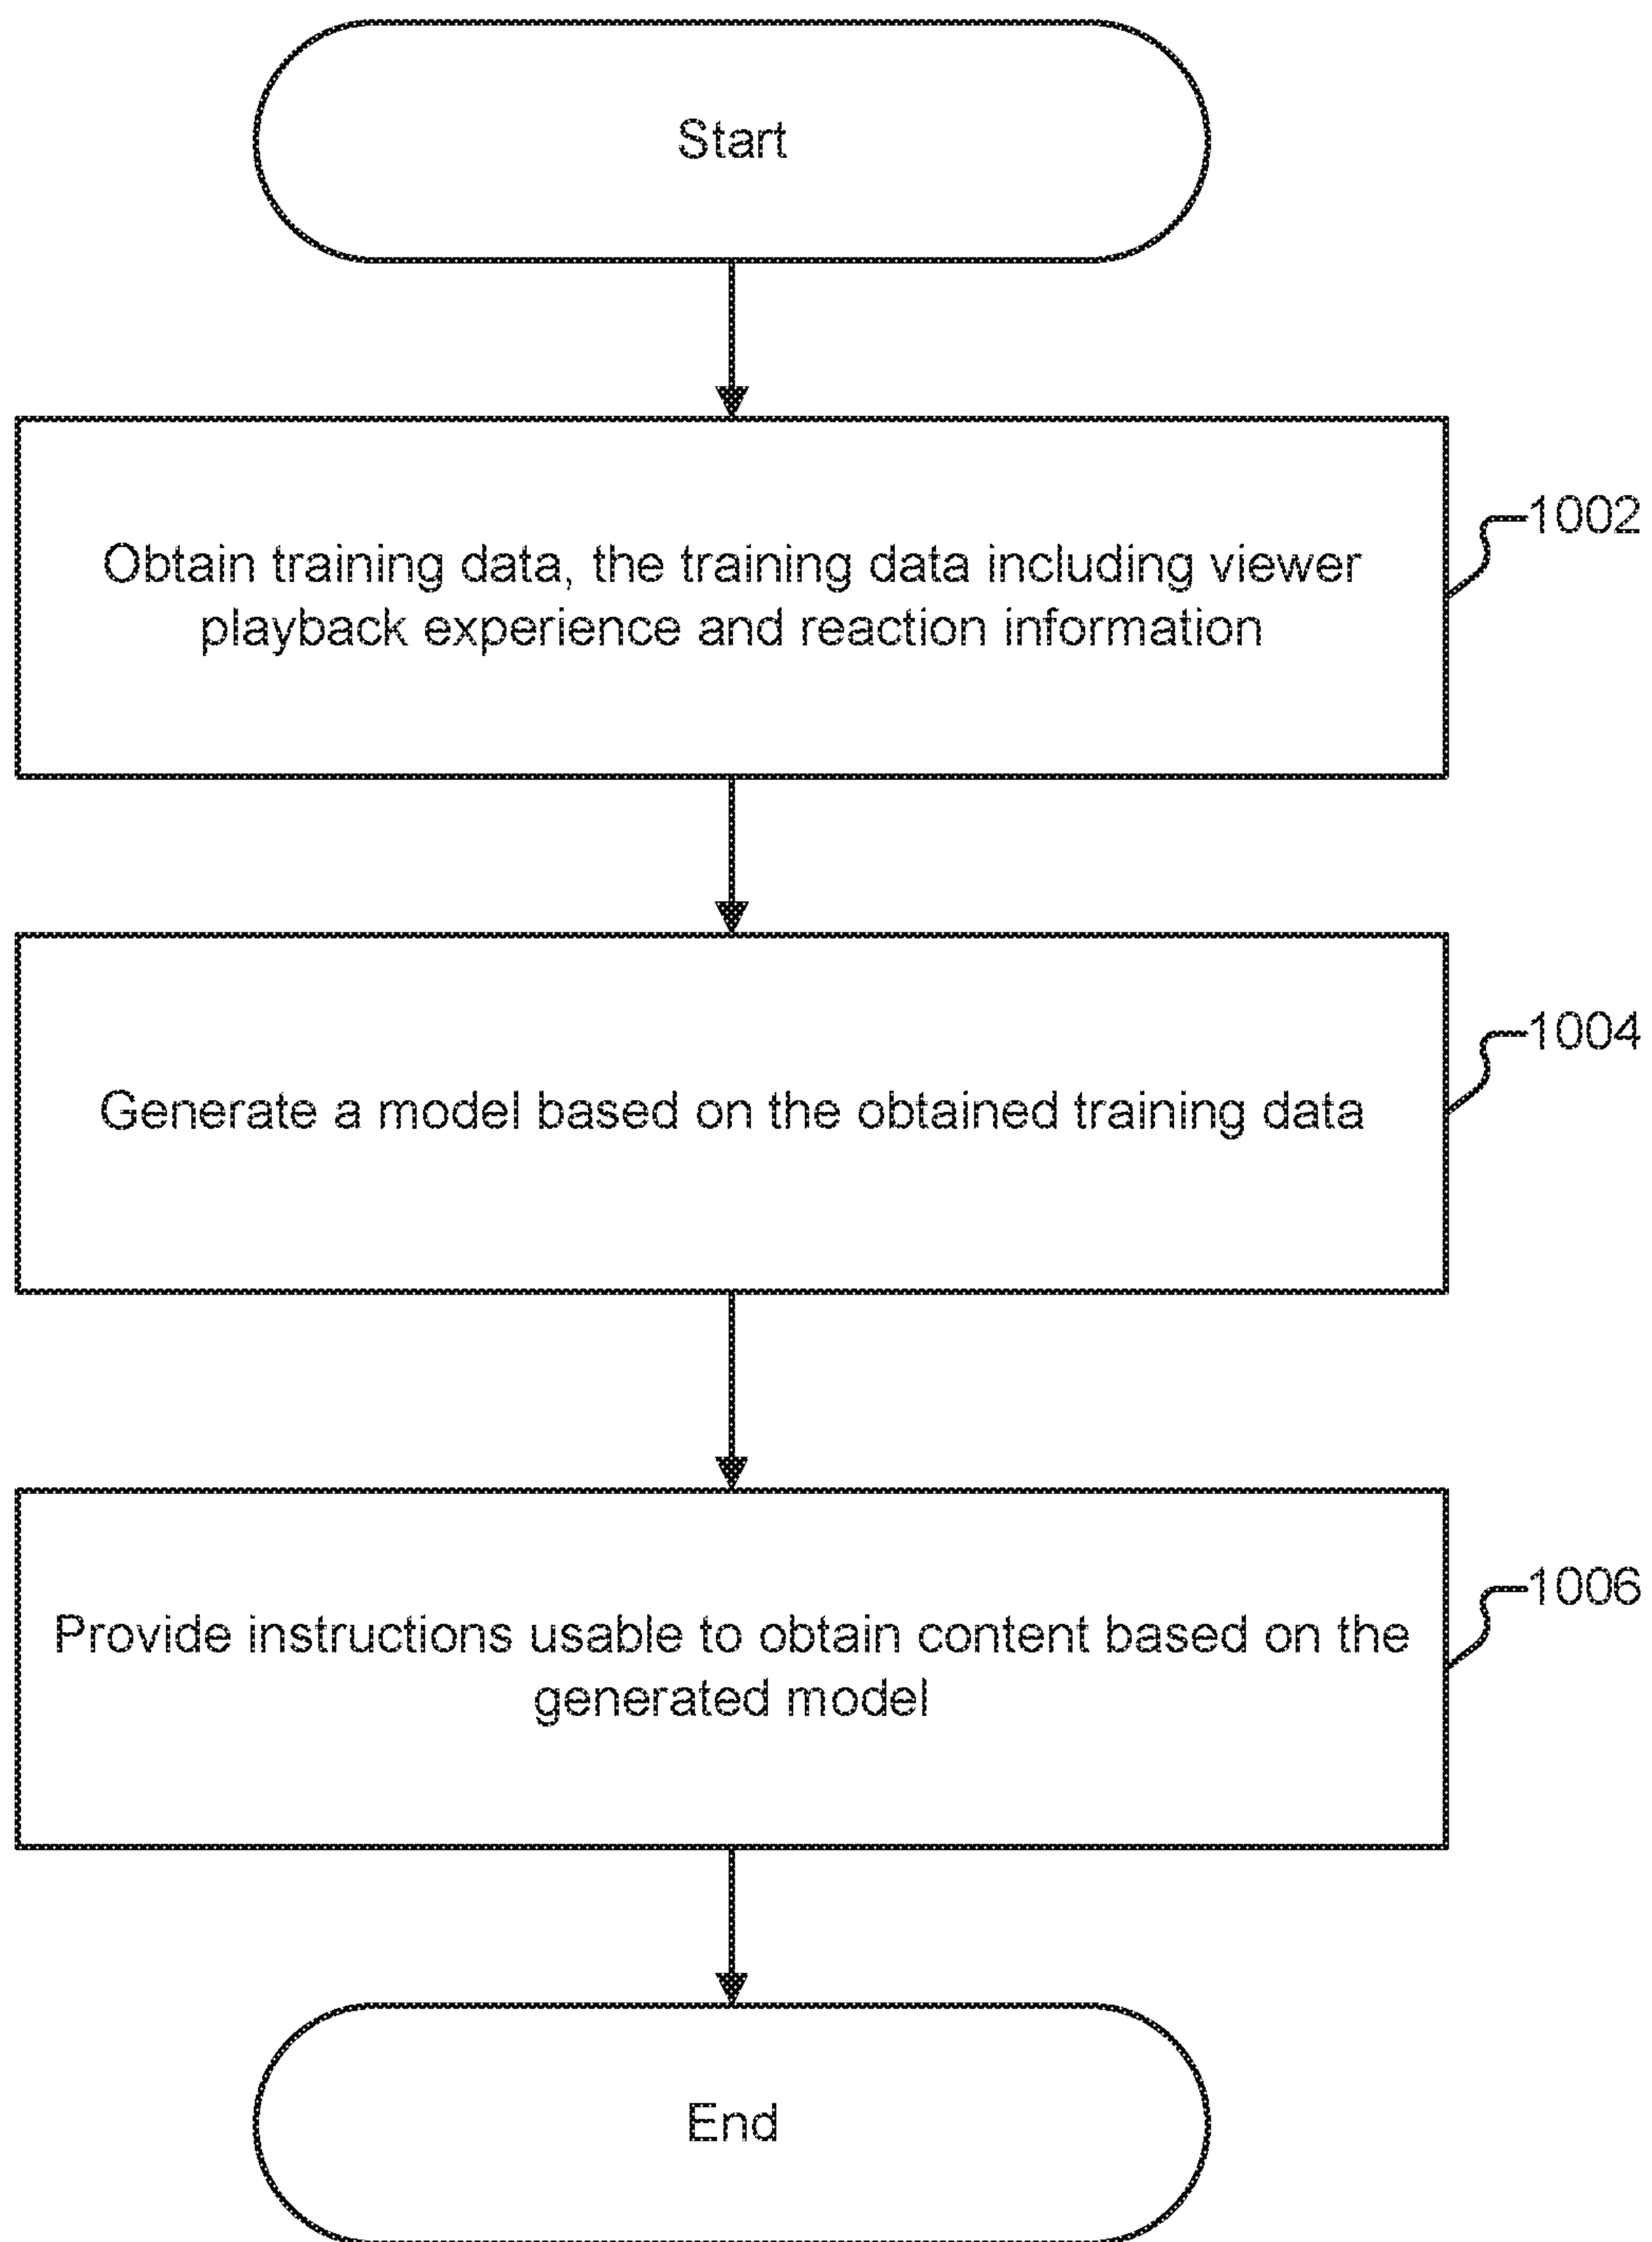 Start
1002
Obtain training data, the training data including viewer
playback experience and reaction information
1004
Generate a model based on the obtained training data
1006
Provide instructions usable to obtain content based on the
generated model
End